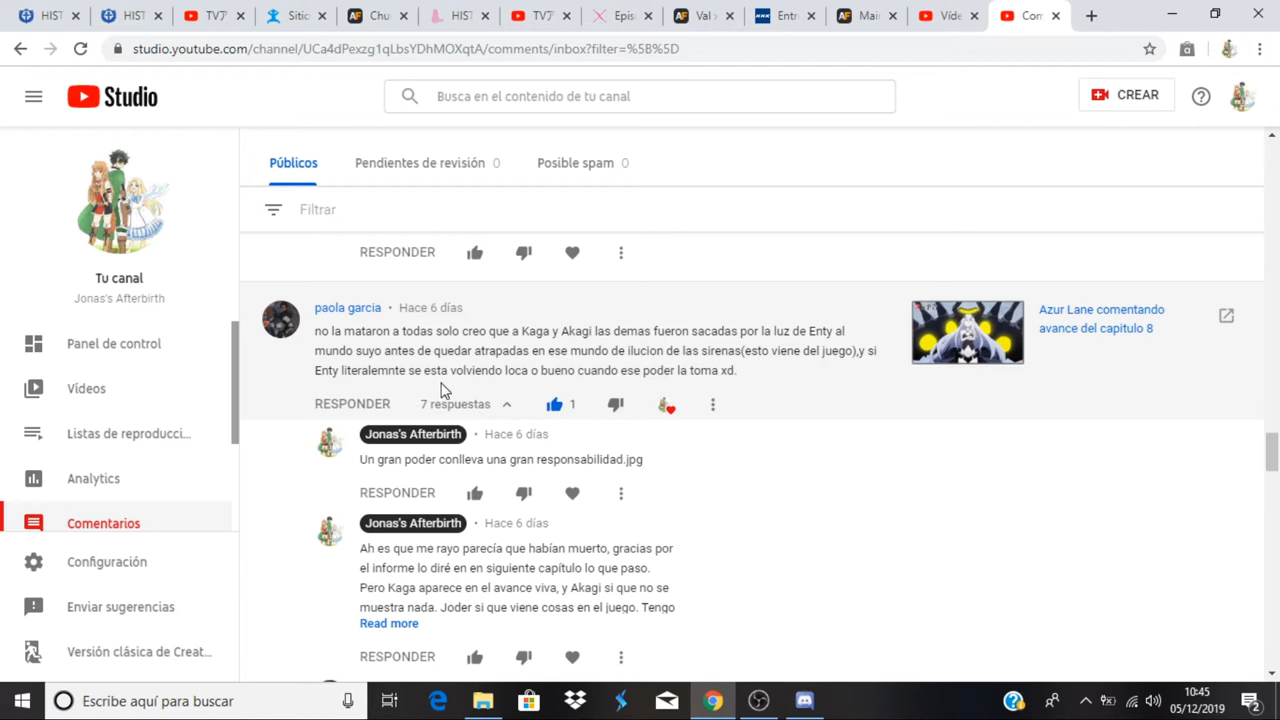 HIST
HIST
TV
Sitio
Chu
HIST
TV
Epis
Val x
NHK
Entr
Mai
Víde
Com
studio.youtube.com/channel/UCa4dPexzg1qLbsYDhMOXqtA/comments/inbox?filter=%5B%5D
Studio
Busca en el contenido de tu canal
CREAR
Públicos
Pendientes de revisión 0
Posible spam 0
Filtrar
Tu canal
Jonas's Afterbirth
Panel de control
Vídeos
Listas de reproducci...
Analytics
Comentarios
Configuración
Enviar sugerencias
Versión clásica de Creat...
RESPONDER
paola garcia • Hace 6 días
no la mataron a todas solo creo que a Kaga y Akagi las demas fueron sacadas por la luz de Enty al
mundo suyo antes de quedar atrapadas en ese mundo de ilucion de las sirenas(esto viene del juego),y si
Enty literalemnte se esta volviendo loca o bueno cuando ese poder la toma xd.
Azur Lane comentando
avance del capitulo 8
RESPONDER 7 respuestas 1
Jonas's Afterbirth • Hace 6 días
Un gran poder conlleva una gran responsabilidad.jpg
RESPONDER
Jonas's Afterbirth • Hace 6 días
Ah es que me rayo parecía que habían muerto, gracias por
el informe lo diré en en siguiente capítulo lo que paso.
Pero Kaga aparece en el avance viva, y Akagi si que no se
muestra nada. Joder si que viene cosas en el juego. Tengo
Read more
RESPONDER
Escribe aquí para buscar
10:45
05/12/2019
2